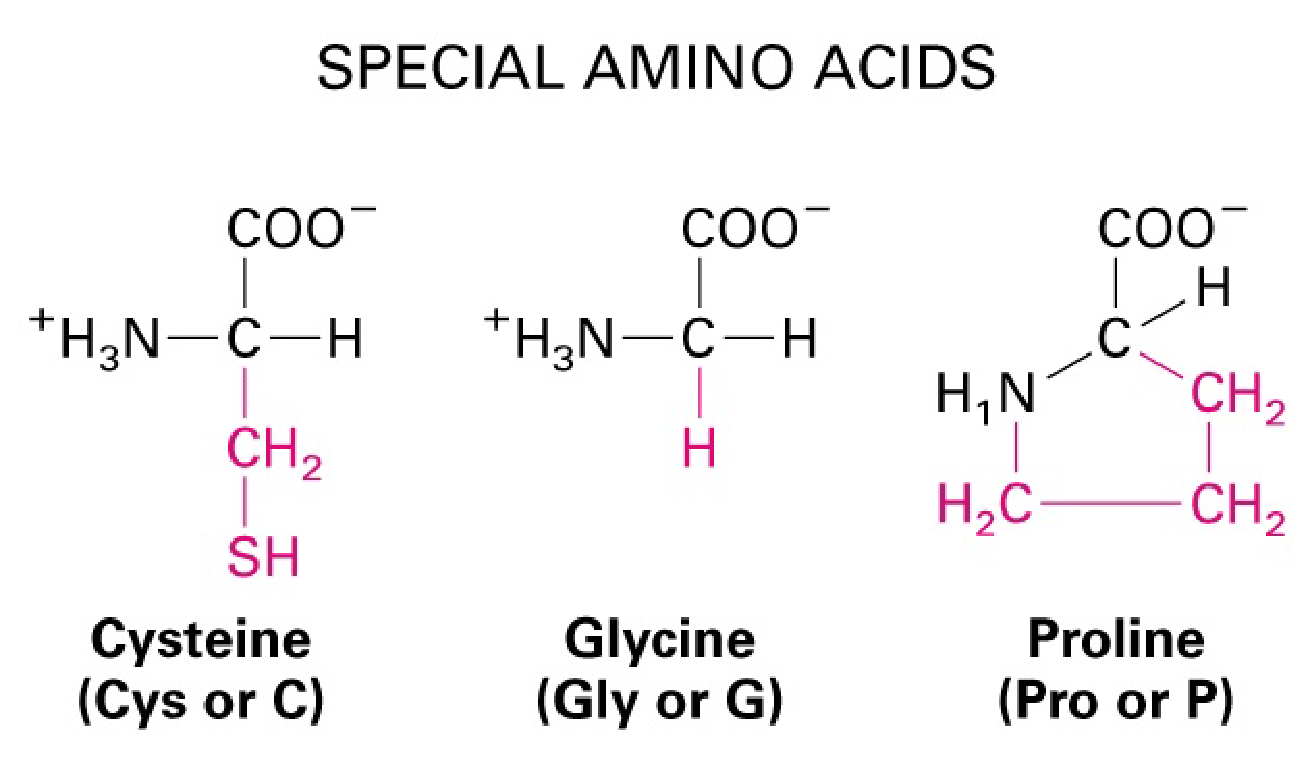 SPECIAL AMINO ACIDS
COO⁻ COO⁻ COO⁻
H
⁺H₃N—C—H ⁺H₃N—C—H C
H₁N CH₂
CH₂ H
H₂C CH₂
SH
Cysteine Glycine Proline
(Cys or C) (Gly or G) (Pro or P)